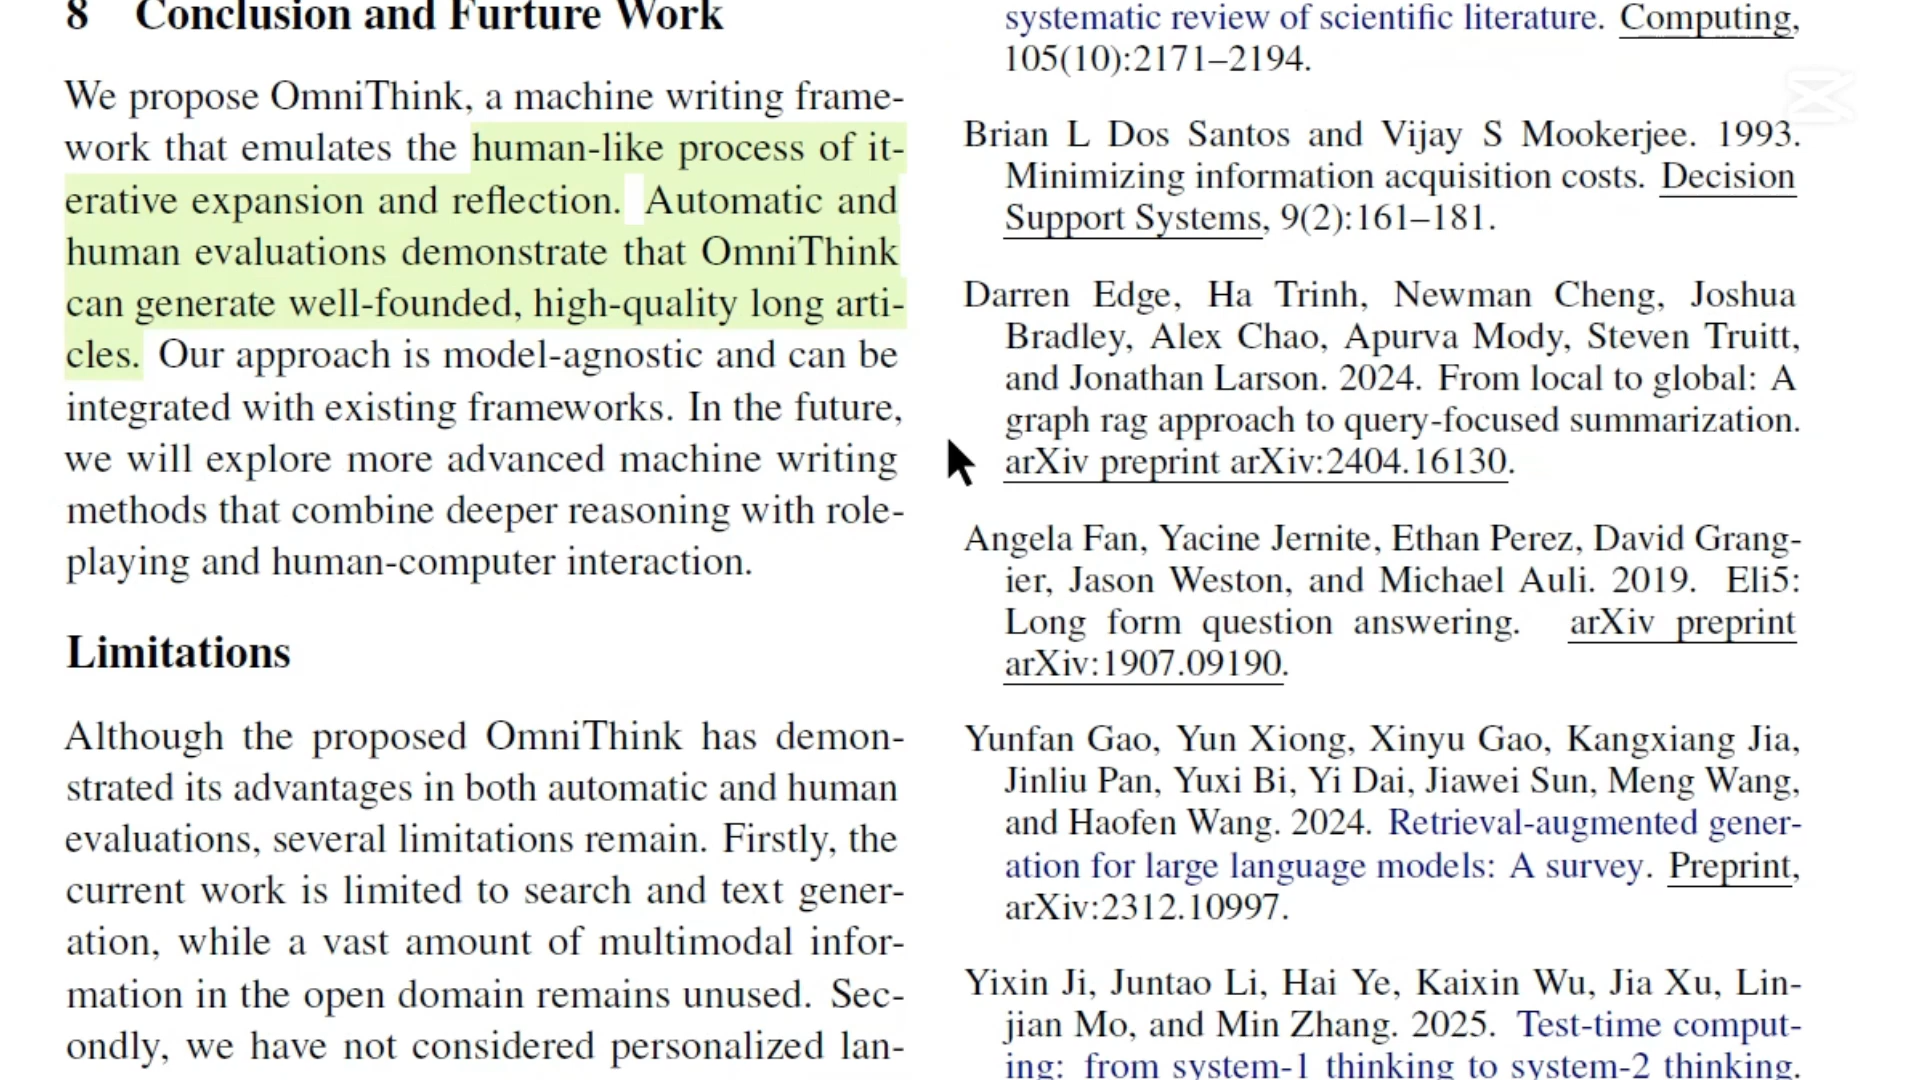 8 Conclusion and Furture Work
We propose OmniThink, a machine writing frame-
work that emulates the human-like process of it-
erative expansion and reflection. Automatic and
human evaluations demonstrate that OmniThink
can generate well-founded, high-quality long arti-
cles. Our approach is model-agnostic and can be
integrated with existing frameworks. In the future,
we will explore more advanced machine writing
methods that combine deeper reasoning with role-
playing and human-computer interaction.
Limitations
Although the proposed OmniThink has demon-
strated its advantages in both automatic and human
evaluations, several limitations remain. Firstly, the
current work is limited to search and text gener-
ation, while a vast amount of multimodal infor-
mation in the open domain remains unused. Sec-
ondly, we have not considered personalized lan-
systematic review of scientific literature. Computing,
105(10):2171–2194.
Brian L Dos Santos and Vijay S Mookerjee. 1993.
Minimizing information acquisition costs. Decision
Support Systems, 9(2):161–181.
Darren Edge, Ha Trinh, Newman Cheng, Joshua
Bradley, Alex Chao, Apurva Mody, Steven Truitt,
and Jonathan Larson. 2024. From local to global: A
graph rag approach to query-focused summarization.
arXiv preprint arXiv:2404.16130.
Angela Fan, Yacine Jernite, Ethan Perez, David Grang-
ier, Jason Weston, and Michael Auli. 2019. Eli5:
Long form question answering. arXiv preprint
arXiv:1907.09190.
Yunfan Gao, Yun Xiong, Xinyu Gao, Kangxiang Jia,
Jinliu Pan, Yuxi Bi, Yi Dai, Jiawei Sun, Meng Wang,
and Haofen Wang. 2024. Retrieval-augmented gener-
ation for large language models: A survey. Preprint,
arXiv:2312.10997.
Yixin Ji, Juntao Li, Hai Ye, Kaixin Wu, Jia Xu, Lin-
jian Mo, and Min Zhang. 2025. Test-time comput-
ing: from system-1 thinking to system-2 thinking.